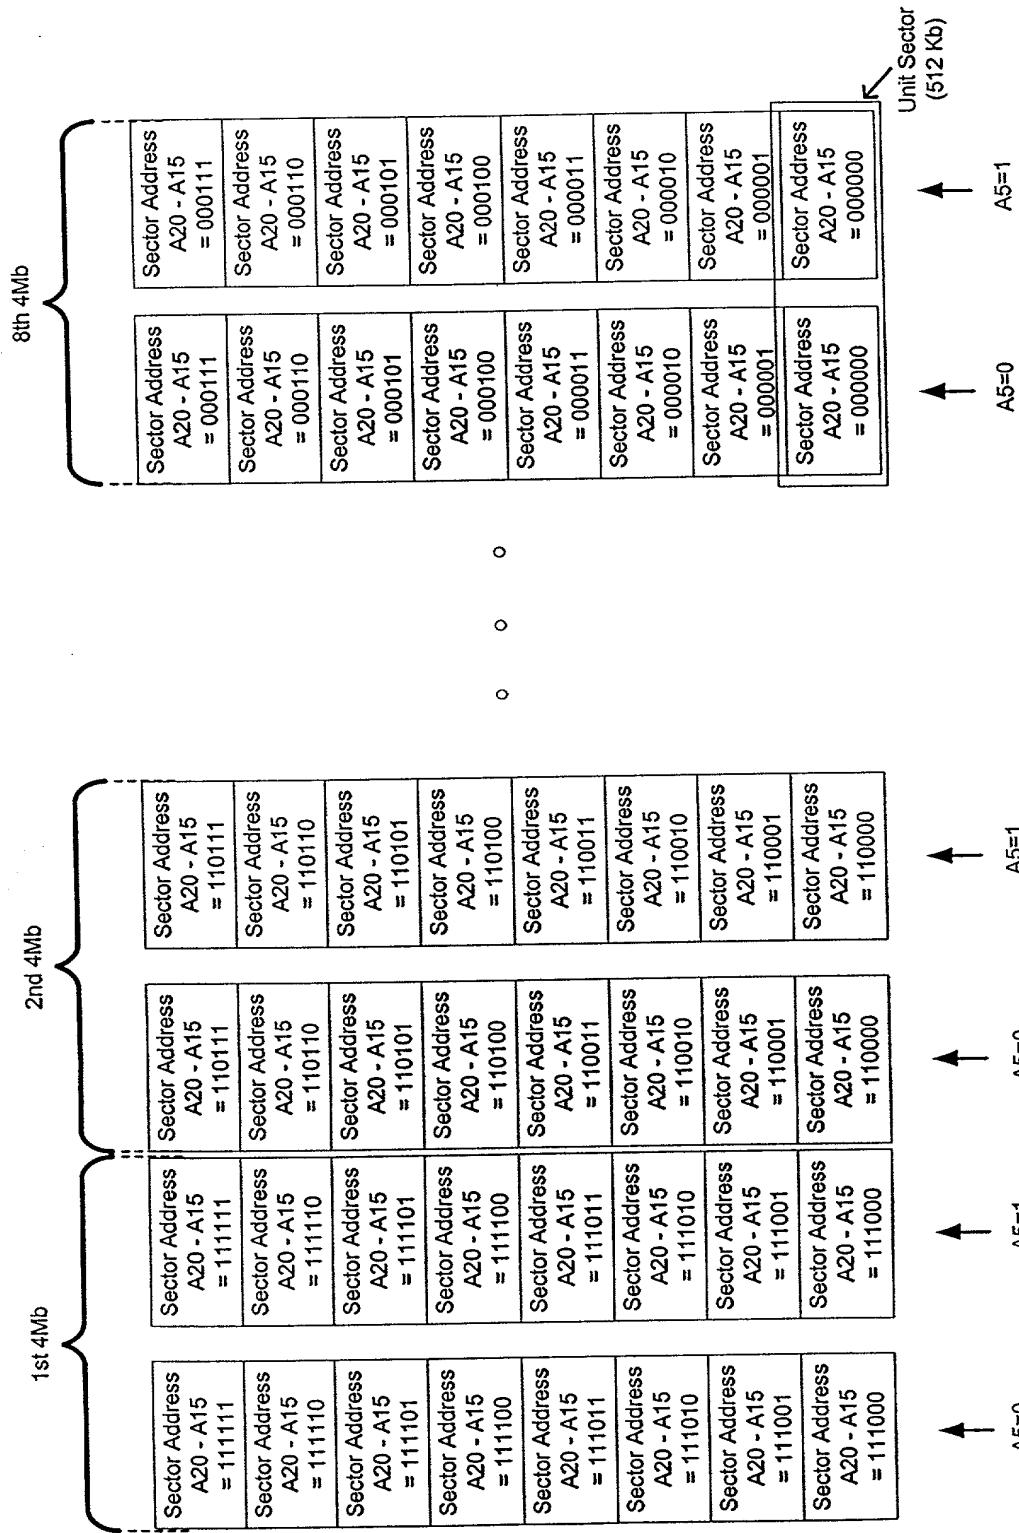 1st 4Mb
Sector Address
A20 - A15
= 111111
Sector Address
A20 - A15
= 111110
Sector Address
A20 - A15
= 111101
Sector Address
A20 - A15
= 111100
Sector Address
A20 - A15
= 111011
Sector Address
A20 - A15
= 111010
Sector Address
A20 - A15
= 111001
Sector Address
A20 - A15
= 111000
A5=0
Sector Address
A20 - A15
= 111111
Sector Address
A20 - A15
= 111110
Sector Address
A20 - A15
= 111101
Sector Address
A20 - A15
= 111100
Sector Address
A20 - A15
= 111011
Sector Address
A20 - A15
= 111010
Sector Address
A20 - A15
= 111001
Sector Address
A20 - A15
= 111000
A5=1
2nd 4Mb
Sector Address
A20 - A15
= 110111
Sector Address
A20 - A15
= 110110
Sector Address
A20 - A15
= 110101
Sector Address
A20 - A15
= 110100
Sector Address
A20 - A15
= 110011
Sector Address
A20 - A15
= 110010
Sector Address
A20 - A15
= 110001
Sector Address
A20 - A15
= 110000
A5=0
Sector Address
A20 - A15
= 110111
Sector Address
A20 - A15
= 110110
Sector Address
A20 - A15
= 110101
Sector Address
A20 - A15
= 110100
Sector Address
A20 - A15
= 110011
Sector Address
A20 - A15
= 110010
Sector Address
A20 - A15
= 110001
Sector Address
A20 - A15
= 110000
A5=1
8th 4Mb
Sector Address
A20 - A15
= 000111
Sector Address
A20 - A15
= 000110
Sector Address
A20 - A15
= 000101
Sector Address
A20 - A15
= 000100
Sector Address
A20 - A15
= 000011
Sector Address
A20 - A15
= 000010
Sector Address
A20 - A15
= 000001
Sector Address
A20 - A15
= 000000
A5=0
Sector Address
A20 - A15
= 000111
Sector Address
A20 - A15
= 000110
Sector Address
A20 - A15
= 000101
Sector Address
A20 - A15
= 000100
Sector Address
A20 - A15
= 000011
Sector Address
A20 - A15
= 000010
Sector Address
A20 - A15
= 000001
Sector Address
A20 - A15
= 000000
A5=1
Unit Sector
(512 Kb)